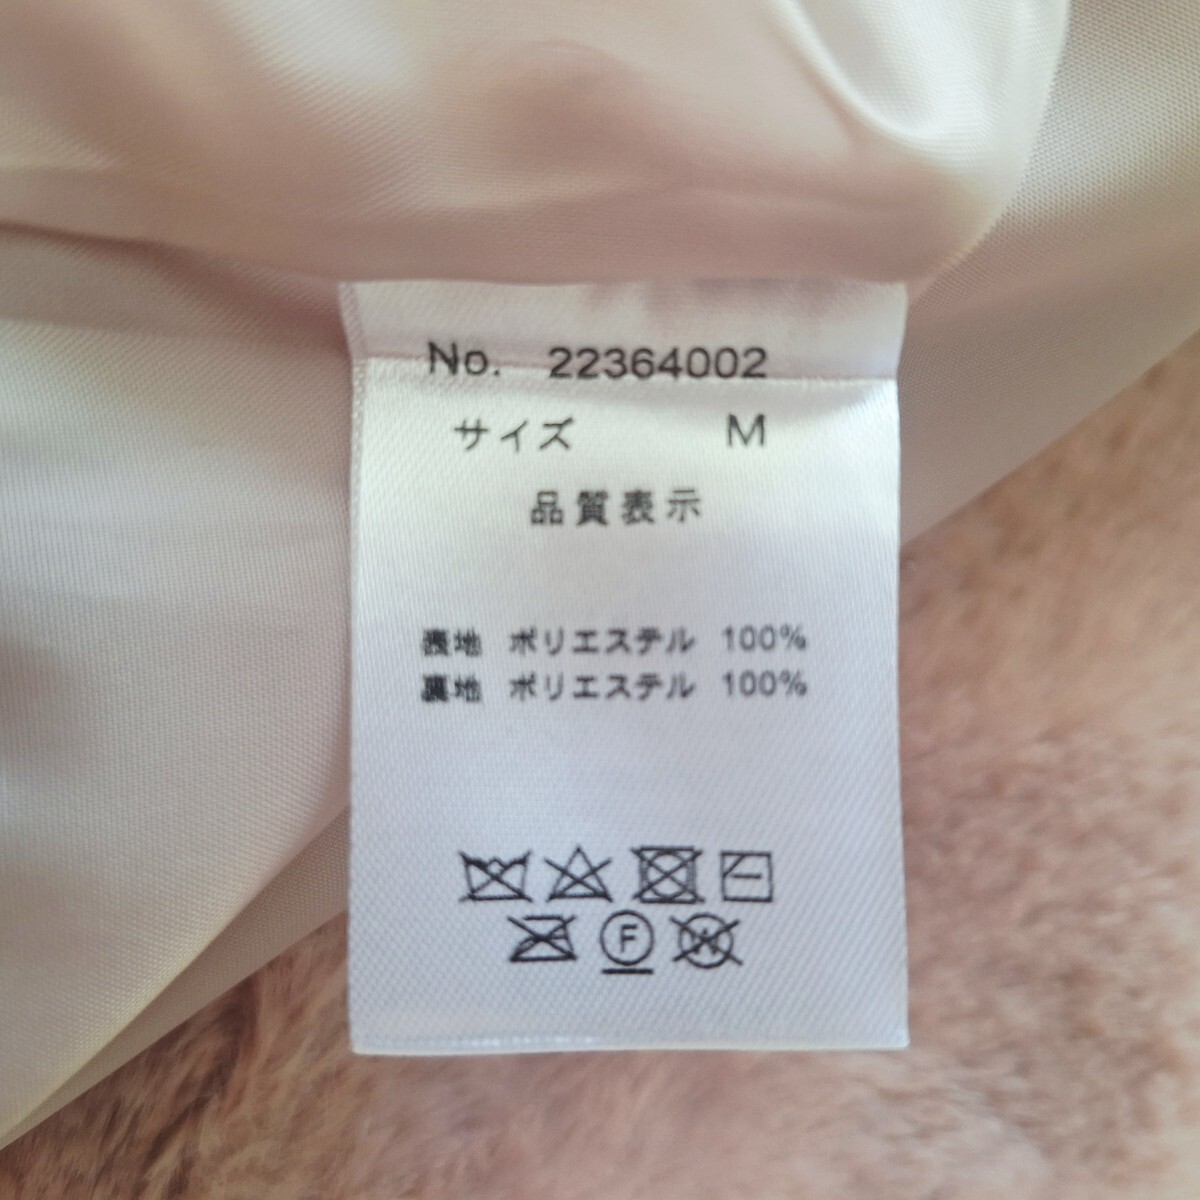 No. 22364002
サイズ M
品質表示
表地 ポリエステル 100%
裏地 ポリエステル 100%
F
W